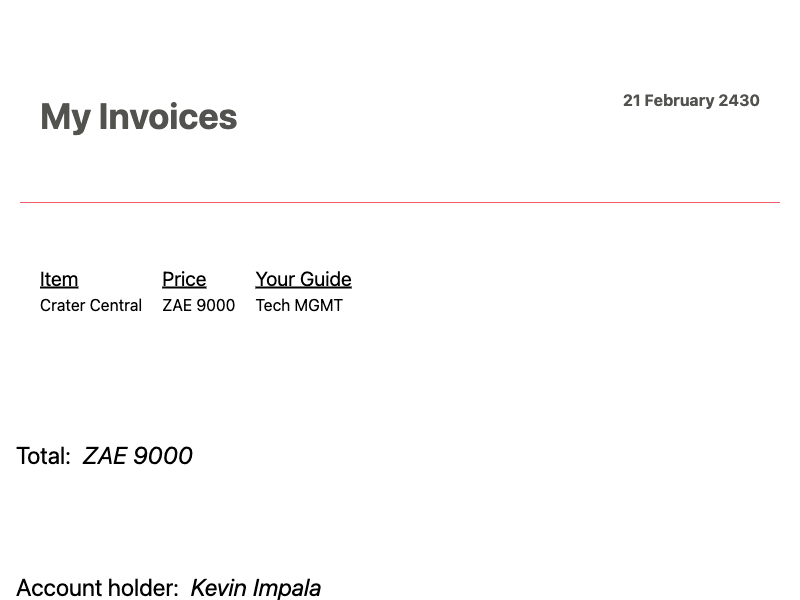 My Invoices
21 February 2430
Item Price Your Guide
Crater Central ZAE 9000 Tech MGMT
Total: ZAE 9000
Account holder: Kevin Impala